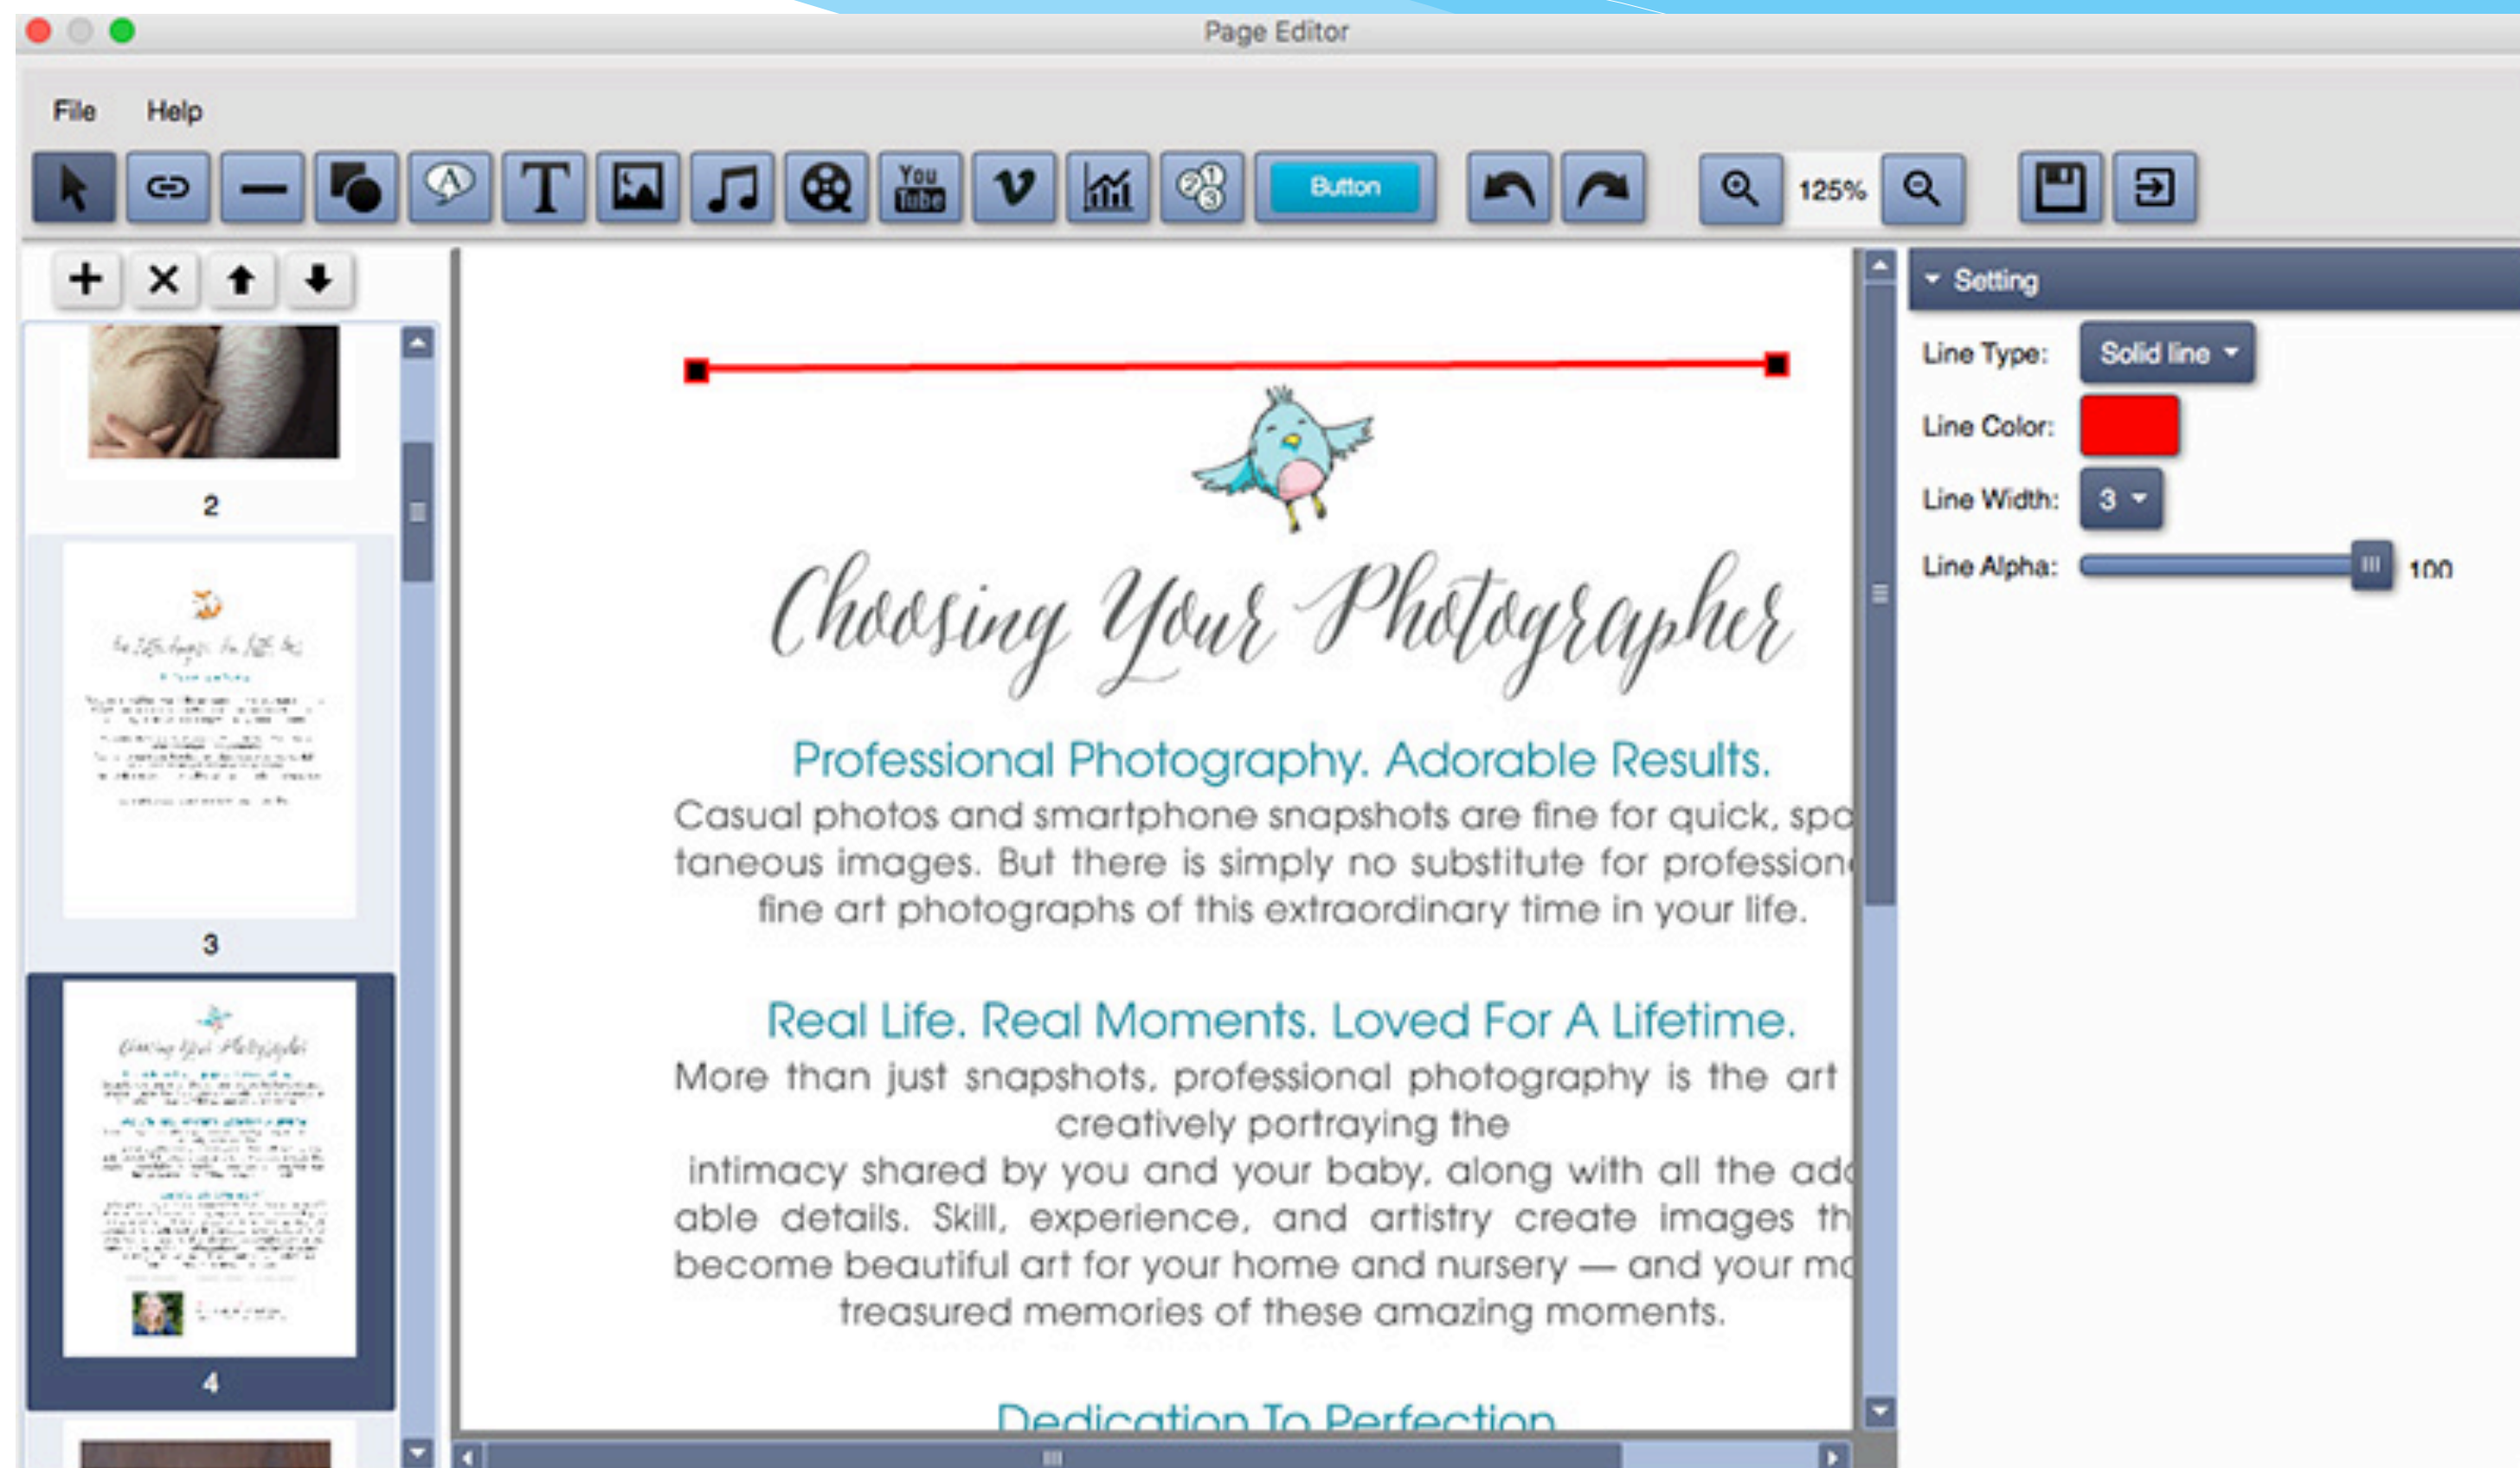 Page Editor
File Help
A T You Tube 2 1 3 Button 125%
Setting
Line Type: Solid line
Line Color:
Line Width: 3
Line Alpha: 100
2
3
4
Choosing Your Photographer
Professional Photography. Adorable Results.
Casual photos and smartphone snapshots are fine for quick, spo
taneous images. But there is simply no substitute for profession
fine art photographs of this extraordinary time in your life.
Real Life. Real Moments. Loved For A Lifetime.
More than just snapshots, professional photography is the art
creatively portraying the
intimacy shared by you and your baby, along with all the ado
able details. Skill, experience, and artistry create images th
become beautiful art for your home and nursery — and your mo
treasured memories of these amazing moments.
Dedication To Perfection